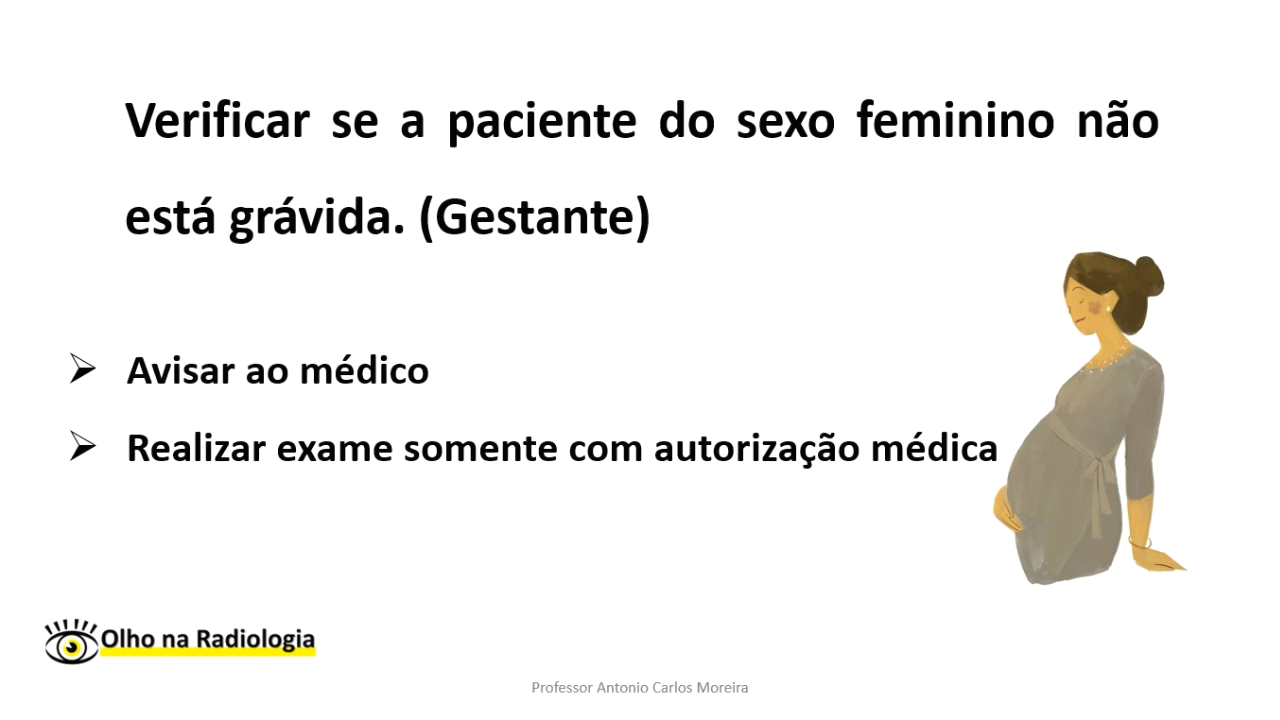 Verificar se a paciente do sexo feminino não
está grávida. (Gestante)
➢ Avisar ao médico
➢ Realizar exame somente com autorização médica
Olho na Radiologia
Professor Antonio Carlos Moreira